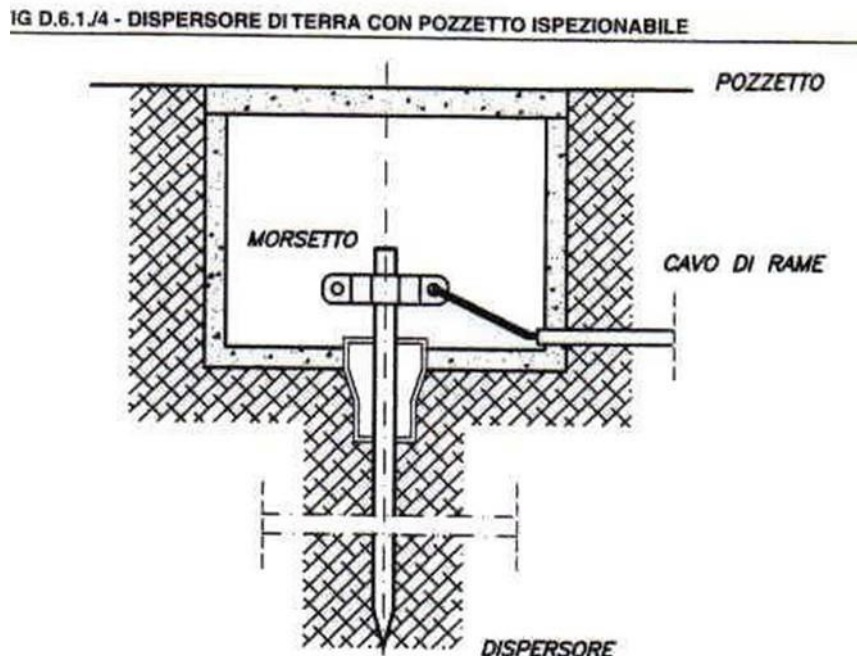 IG D.6.1./4 - DISPERSORE DI TERRA CON POZZETTO ISPEZIONABILE
POZZETTO
MORSETTO
CAVO DI RAME
DISPERSORE